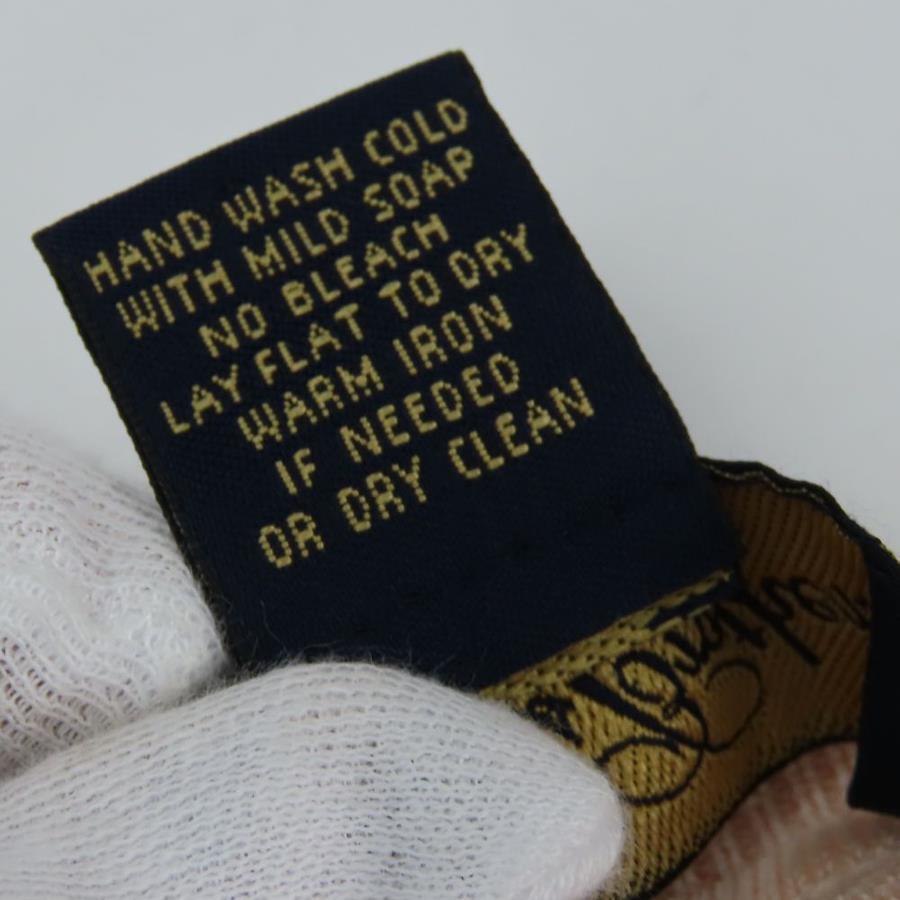 HAND WASH COLD
WITH MILD SOAP
NO BLEACH
LAY FLAT TO DRY
WARM IRON
IF NEEDED
OR DRY CLEAN